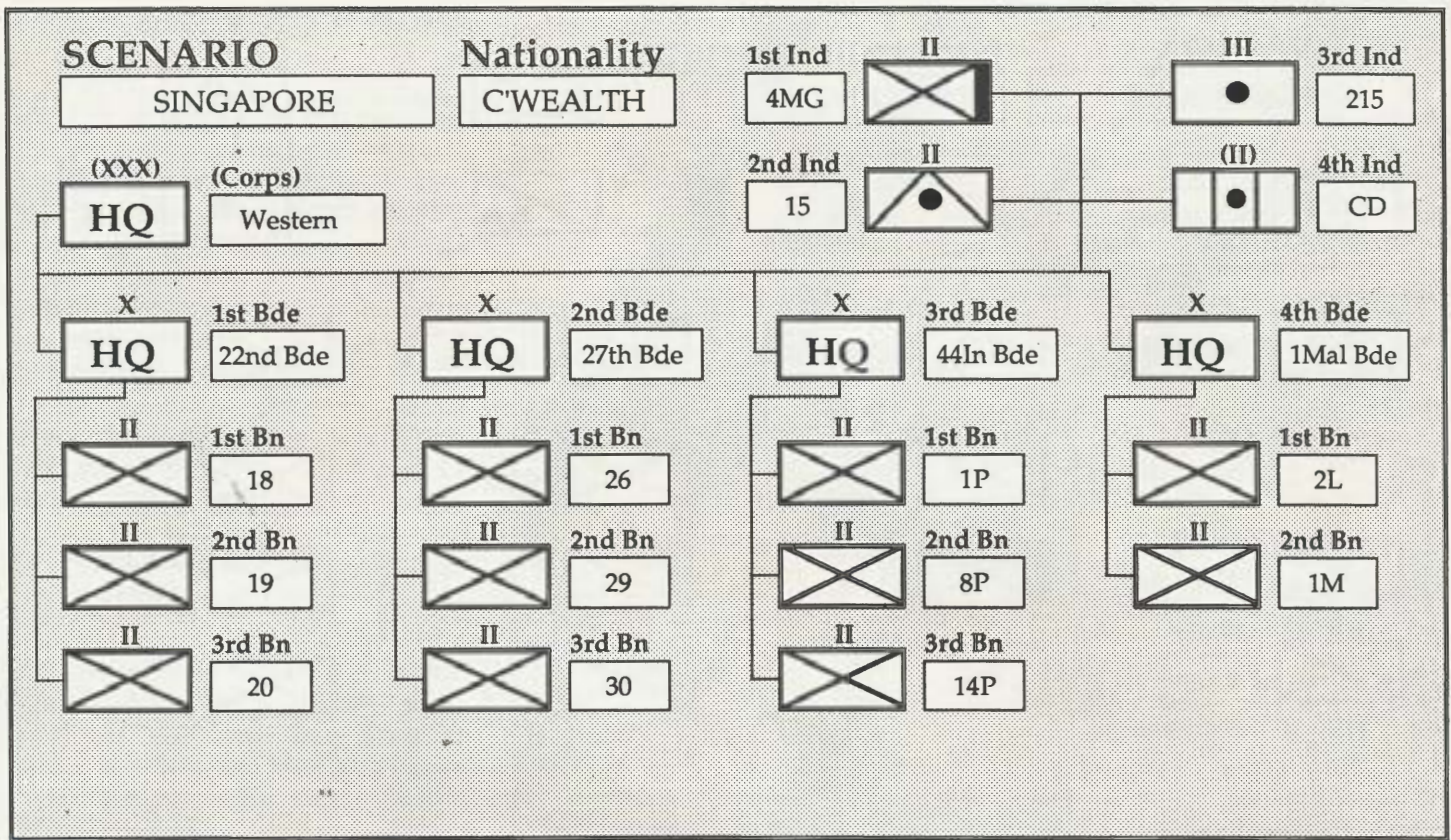 SCENARIO
SINGAPORE
Nationality
C'WEALTH
1st Ind
4MG
II
III
3rd Ind
215
2nd Ind
15
II
(II)
4th Ind
CD
(XXX)
HQ
(Corps)
Western
X
HQ
1st Bde
22nd Bde
X
HQ
2nd Bde
27th Bde
X
HQ
3rd Bde
44In Bde
X
HQ
4th Bde
1Mal Bde
II
1st Bn
18
II
1st Bn
26
II
1st Bn
1P
II
1st Bn
2L
II
2nd Bn
19
II
2nd Bn
29
II
2nd Bn
8P
II
2nd Bn
1M
II
3rd Bn
20
II
3rd Bn
30
II
3rd Bn
14P